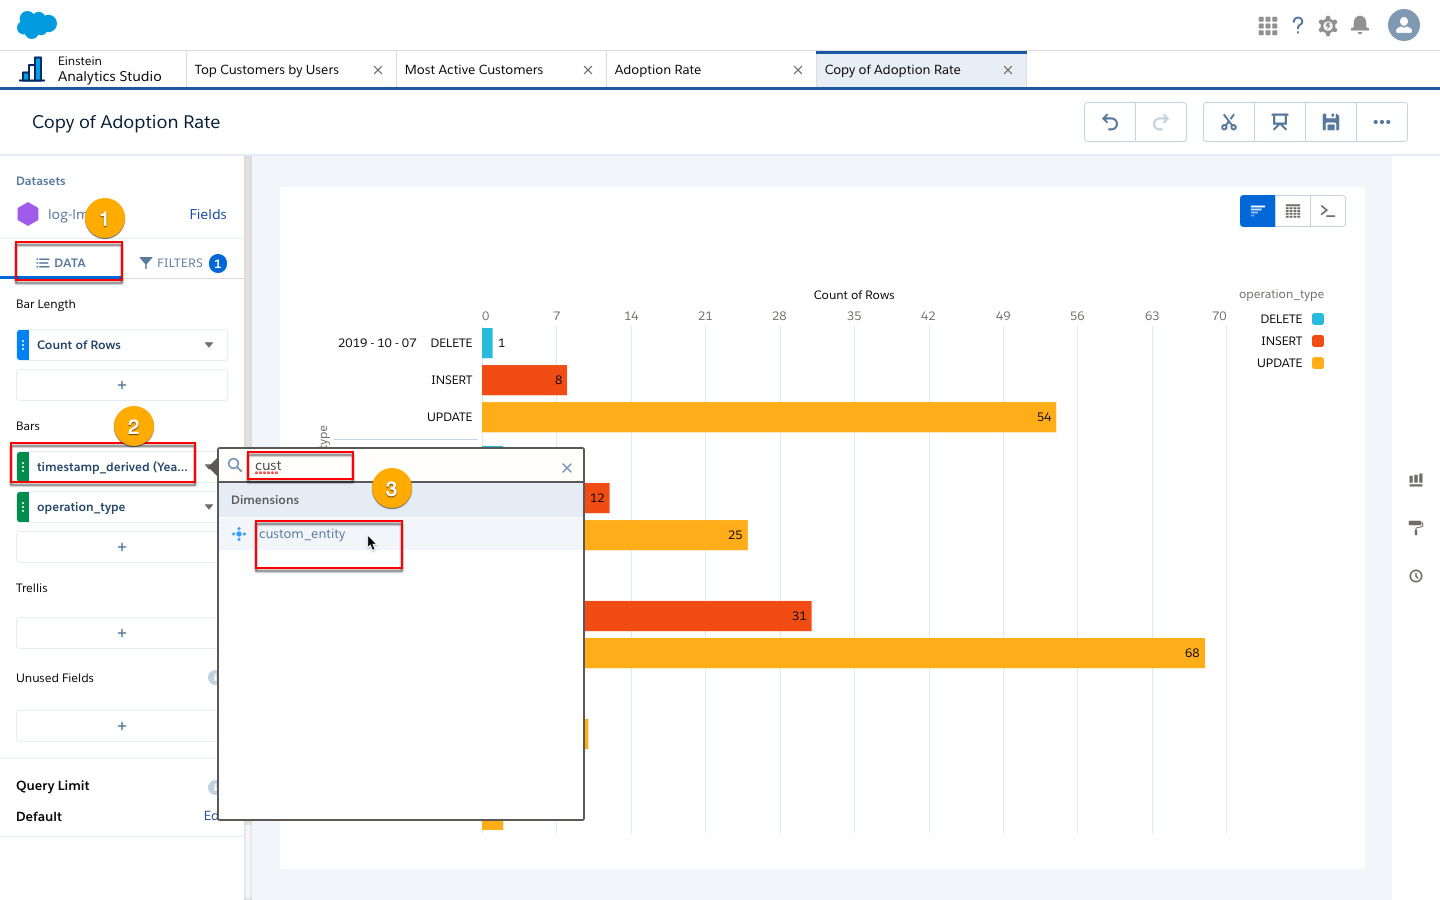 Einstein
Analytics Studio
Top Customers by Users
Most Active Customers
Adoption Rate
Copy of Adoption Rate
Copy of Adoption Rate
Datasets
Fields
1
DATA
FILTERS 1
Bar Length
Count of Rows
Bars
2
timestamp_derived (Yea...
operation_type
Trellis
Unused Fields
Query Limit
Default
cust
3
Dimensions
custom_entity
Count of Rows
0 7 14 21 28 35 42 49 56 63 70
2019 - 10 - 07 DELETE 1
INSERT 8
UPDATE 54
12
25
31
68
operation_type
DELETE
INSERT
UPDATE